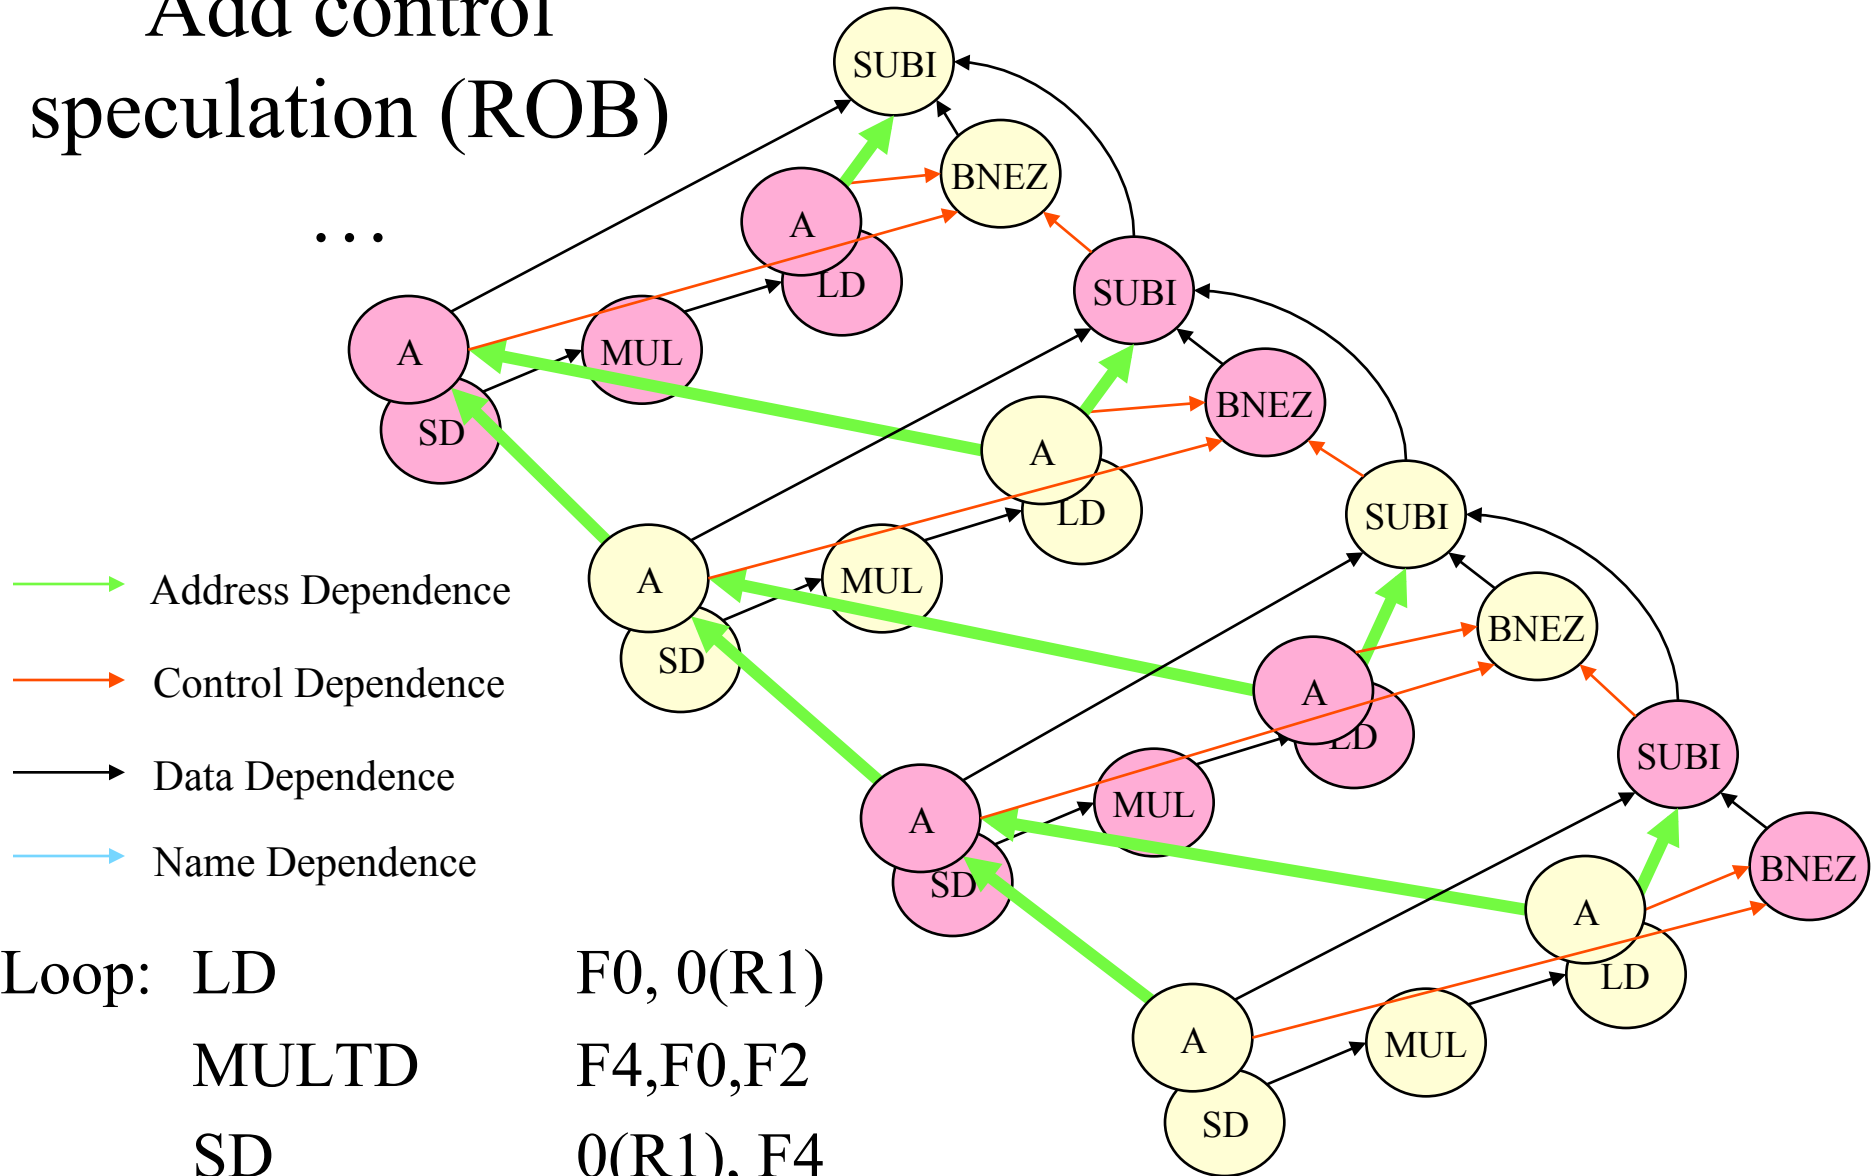 Add control
speculation (ROB)
…
SUBI
BNEZ
A
LD
SUBI
A
MUL
SD
BNEZ
A
LD
SUBI
A
MUL
SD
BNEZ
A
LD
SUBI
A
MUL
SD
BNEZ
A
LD
A
MUL
SD
Address Dependence
Control Dependence
Data Dependence
Name Dependence
Loop: LD F0, 0(R1)
MULTD F4,F0,F2
SD 0(R1), F4